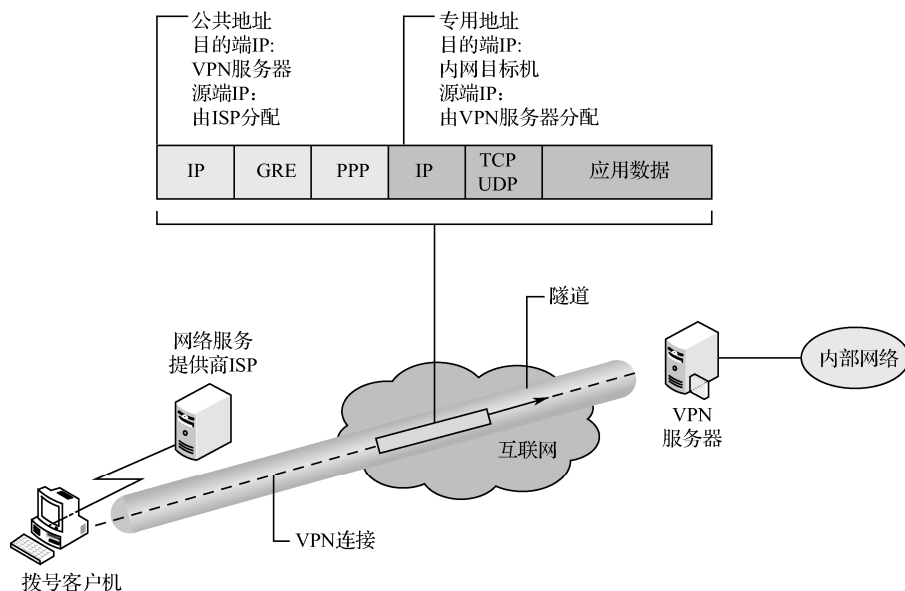 公共地址
目的端IP:
VPN服务器
源端IP：
由ISP分配
专用地址
目的端IP:
内网目标机
源端IP：
由VPN服务器分配
IP
GRE
PPP
IP
TCP
UDP
应用数据
隧道
网络服务
提供商ISP
内部网络
VPN
服务器
互联网
VPN连接
拨号客户机